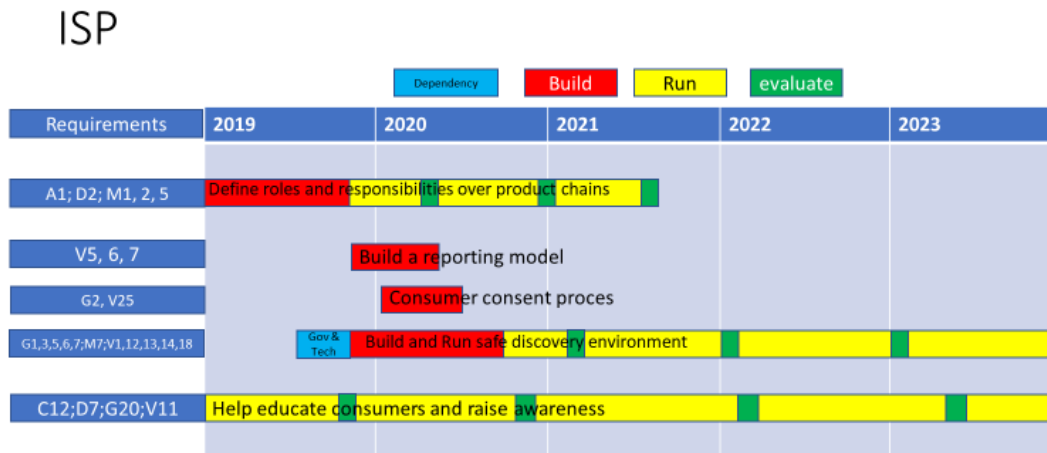 ISP
Dependency
Build
Run
evaluate
Requirements
2019
2020
2021
2022
2023
A1; D2; M1, 2, 5
Define roles and responsibilities over product chains
V5, 6, 7
Build a reporting model
G2, V25
Consumer consent proces
G1,3,5,6,7;M7;V1,12,13,14,18
Gov &
Tech
Build and Run safe discovery environment
C12;D7;G20;V11
Help educate consumers and raise awareness